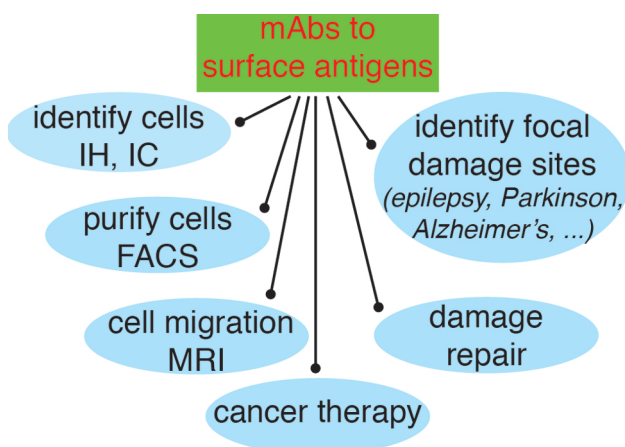 mAbs to
surface antigens
identify cells
IH, IC
identify focal
damage sites
(epilepsy, Parkinson,
Alzheimer's, ...)
purify cells
FACS
cell migration
MRI
damage
repair
cancer therapy